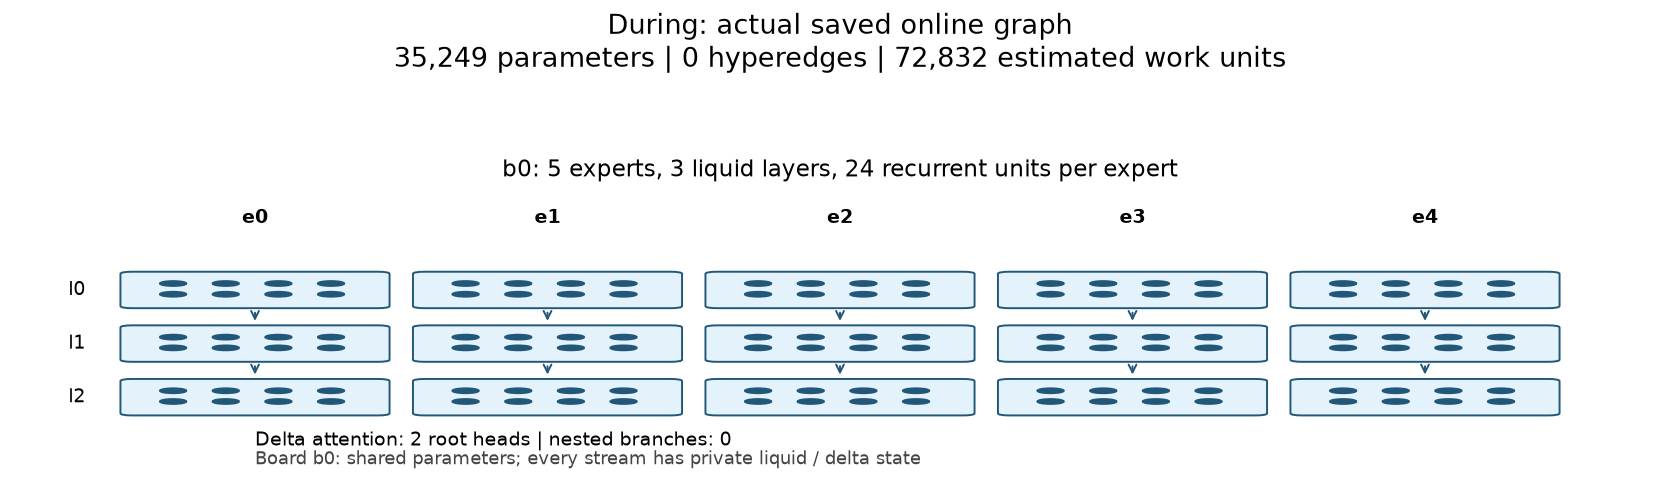 During: actual saved online graph
35,249 parameters | 0 hyperedges | 72,832 estimated work units
b0: 5 experts, 3 liquid layers, 24 recurrent units per expert
e0 e1 e2 e3 e4
l0
l1
l2
Delta attention: 2 root heads | nested branches: 0
Board b0: shared parameters; every stream has private liquid / delta state